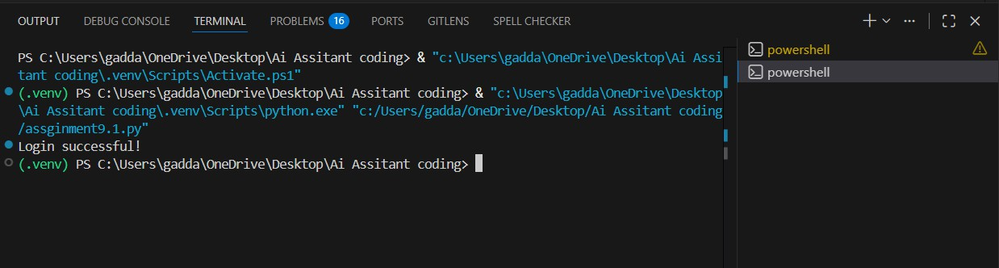 OUTPUT DEBUG CONSOLE TERMINAL PROBLEMS 16 PORTS GITLENS SPELL CHECKER
PS C:\Users\gadda\OneDrive\Desktop\Ai Assitant coding> & "c:\Users\gadda\OneDrive\Desktop\Ai Assi
tant coding\.venv\Scripts\Activate.ps1"
(.venv) PS C:\Users\gadda\OneDrive\Desktop\Ai Assitant coding> & "c:\Users\gadda\OneDrive\Desktop
\Ai Assitant coding\.venv\Scripts\python.exe" "c:/Users/gadda/OneDrive/Desktop/Ai Assitant coding
/assginment9.1.py"
Login successful!
(.venv) PS C:\Users\gadda\OneDrive\Desktop\Ai Assitant coding>
powershell
powershell